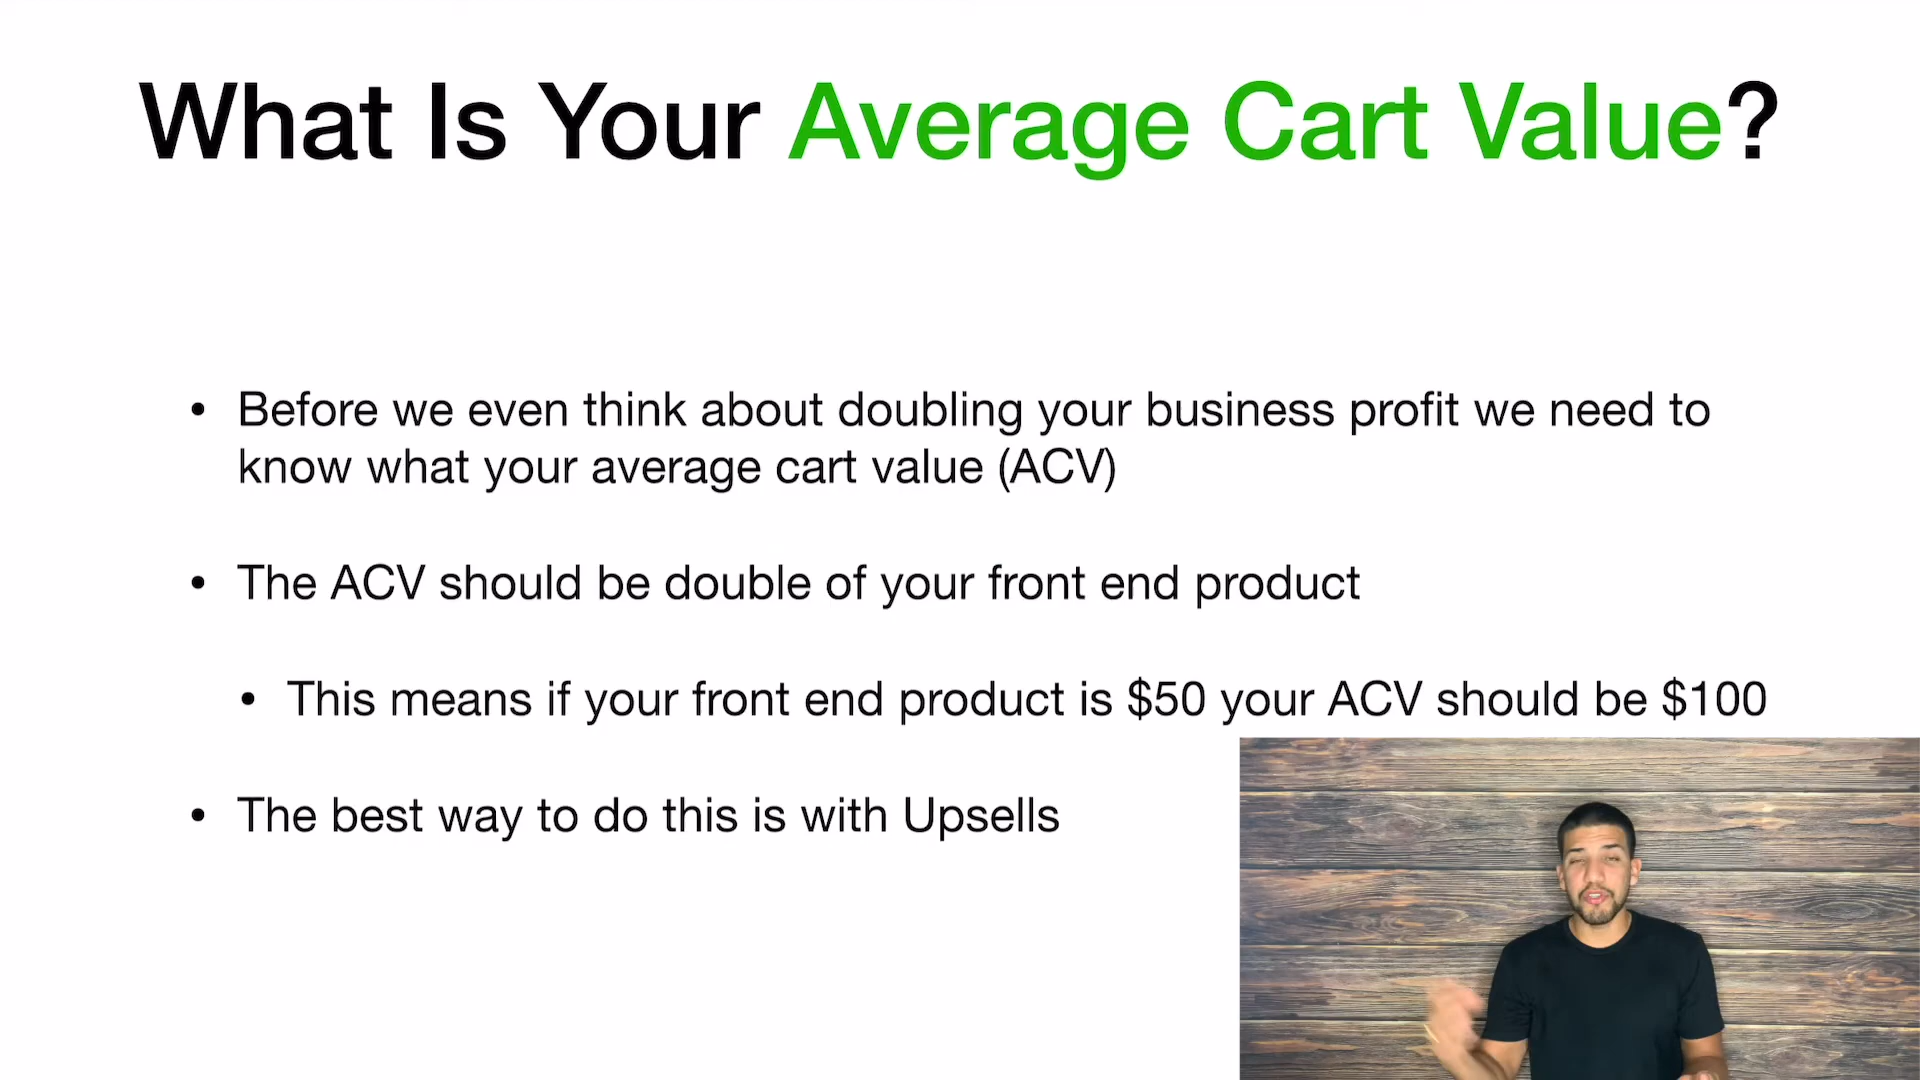 What Is Your Average Cart Value?
• Before we even think about doubling your business profit we need to
know what your average cart value (ACV)
• The ACV should be double of your front end product
• This means if your front end product is $50 your ACV should be $100
• The best way to do this is with Upsells